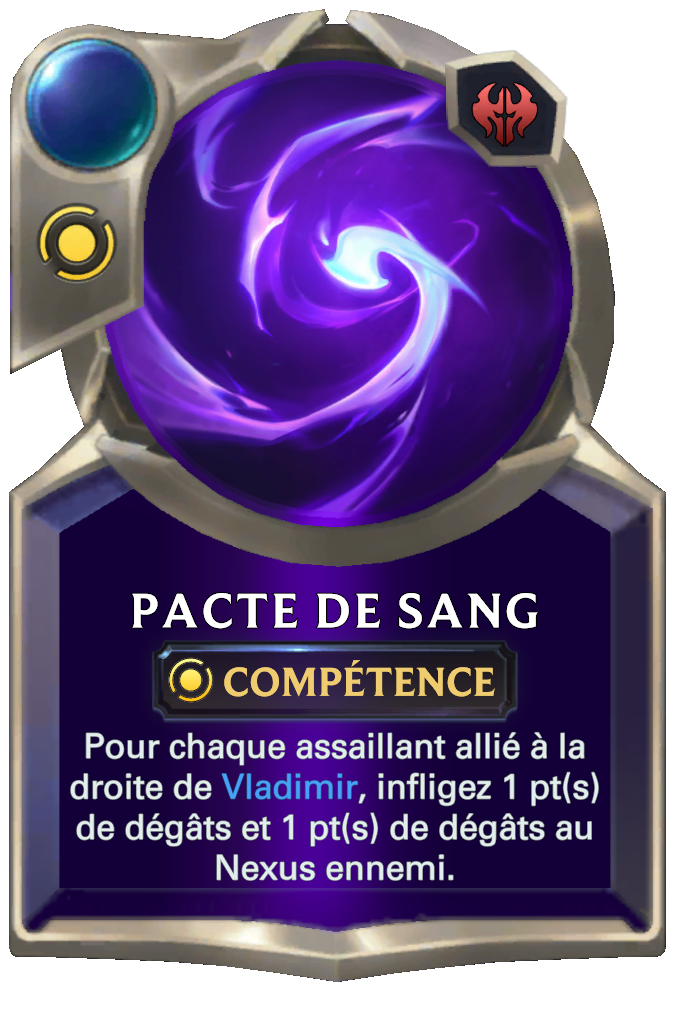 PACTE DE SANG
COMPÉTENCE
Pour chaque assaillant allié à la
droite de Vladimir, infligez 1 pt(s)
de dégâts et 1 pt(s) de dégâts au
Nexus ennemi.